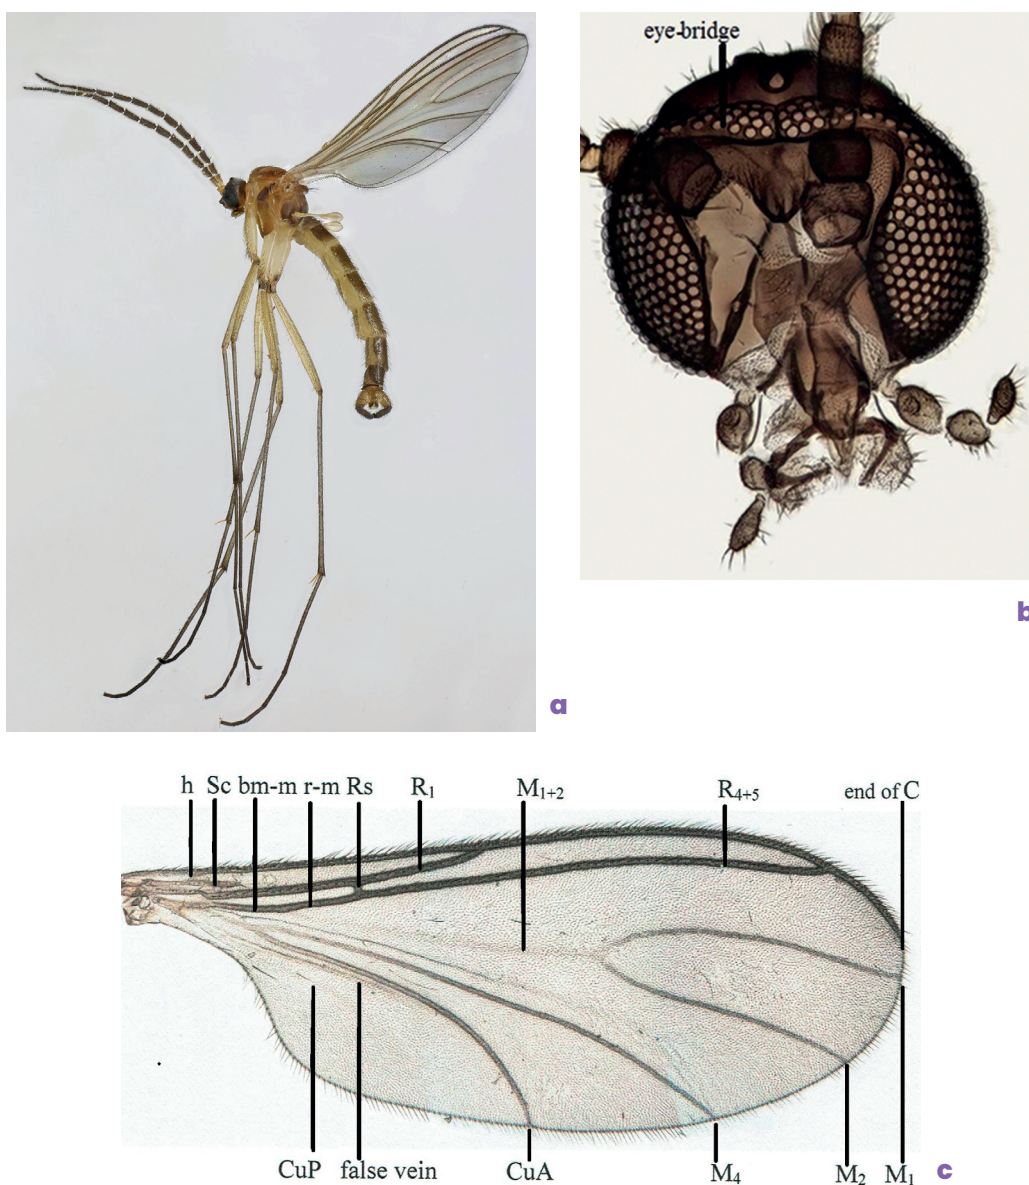 eye-bridge
b
a
h Sc bm-m r-m Rs R₁ M₁₊₂ R₄₊₅ end of C
CuP false vein CuA M₄ M₂ M₁ c